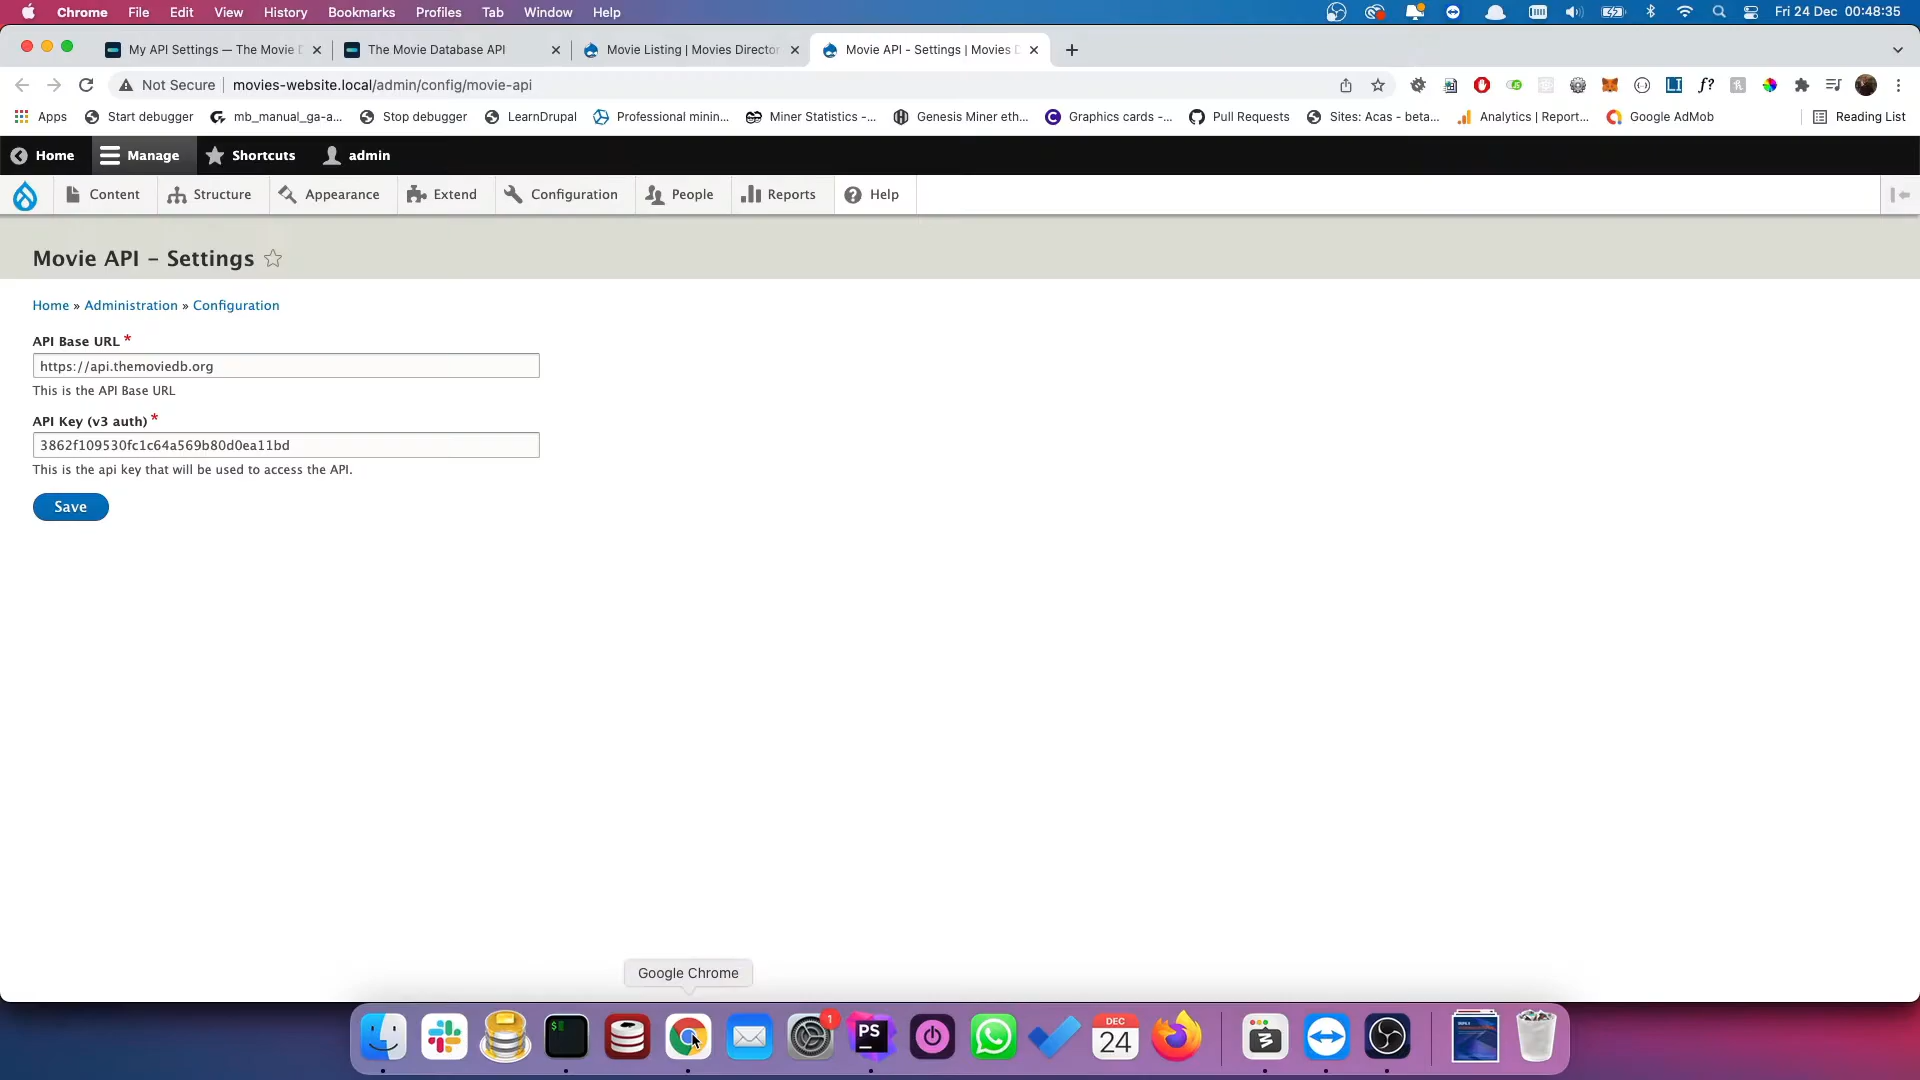 Chrome File Edit View History Bookmarks Profiles Tab Window Help Fri 24 Dec 00:48:35
My API Settings — The Movie D The Movie Database API Movie Listing | Movies Director Movie API - Settings | Movies D
Not Secure movies-website.local/admin/config/movie-api
Apps Start debugger mb_manual_ga-a... Stop debugger LearnDrupal Professional minin... Miner Statistics -... Genesis Miner eth... Graphics cards -... Pull Requests Sites: Acas - beta... Analytics | Report... Google AdMob Reading List
Home Manage Shortcuts admin
Content Structure Appearance Extend Configuration People Reports Help
Movie API – Settings
Home » Administration » Configuration
API Base URL *
https://api.themoviedb.org
This is the API Base URL
API Key (v3 auth) *
3862f109530fc1c64a569b80d0ea11bd
This is the api key that will be used to access the API.
Save
Google Chrome
1
PS
DEC
24